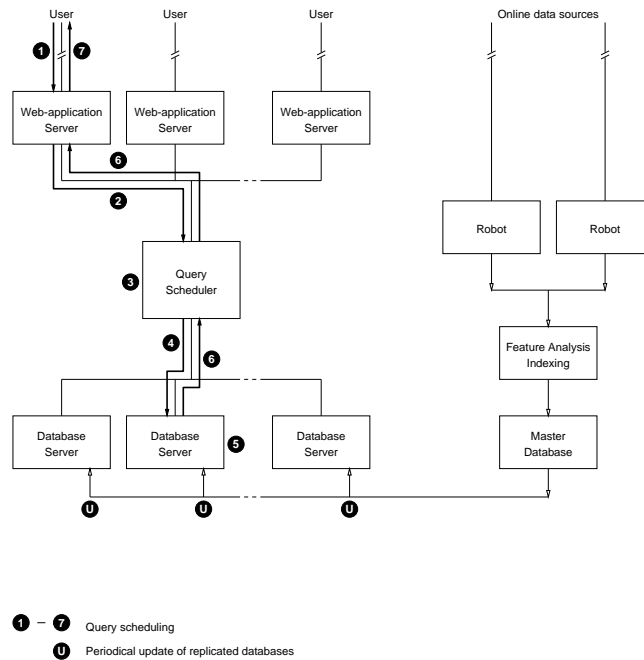 User
User
User
Online data sources
1
7
Web-application
Server
Web-application
Server
Web-application
Server
6
2
Robot
Robot
3
Query
Scheduler
4
6
Feature Analysis
Indexing
Database
Server
Database
Server
5
Database
Server
Master
Database
U
U
U
1 – 7 Query scheduling
U Periodical update of replicated databases